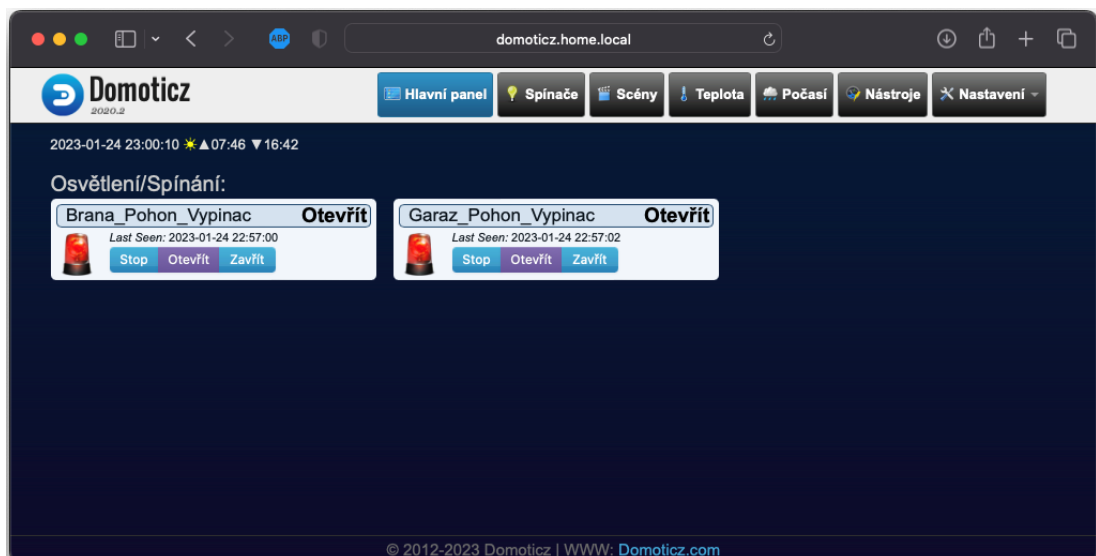 ABP
domoticz.home.local
Domoticz
2020.2
Hlavní panel Spínače Scény Teplota Počasí Nástroje Nastavení
2023-01-24 23:00:10 ☀▲07:46 ▼16:42
Osvětlení/Spínání:
Brana_Pohon_Vypinac Otevřít
Last Seen: 2023-01-24 22:57:00
Stop Otevřít Zavřít
Garaz_Pohon_Vypinac Otevřít
Last Seen: 2023-01-24 22:57:02
Stop Otevřít Zavřít
© 2012-2023 Domoticz | WWW: Domoticz.com